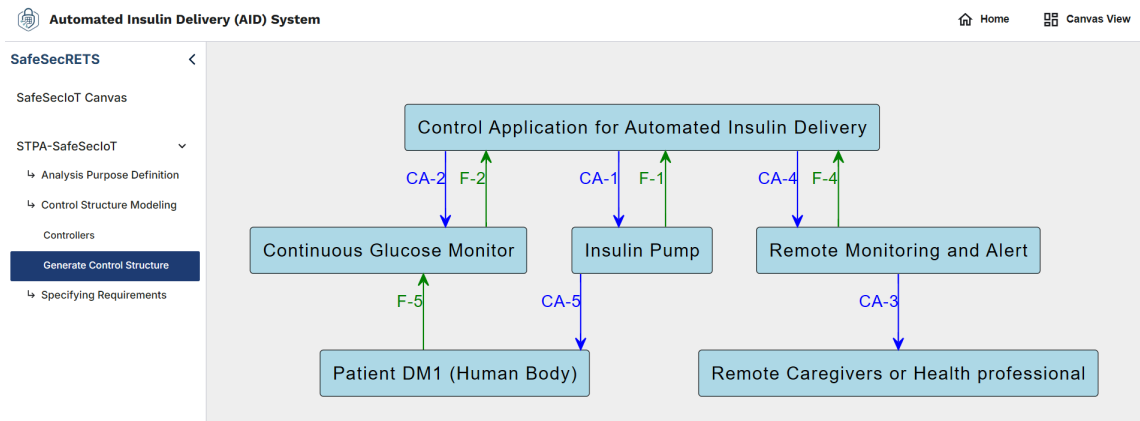 Automated Insulin Delivery (AID) System
Home
Canvas View
SafeSecRETS
SafeSecIoT Canvas
STPA-SafeSecIoT
Analysis Purpose Definition
Control Structure Modeling
Controllers
Generate Control Structure
Specifying Requirements
Control Application for Automated Insulin Delivery
CA-2 F-2 CA-1 F-1 CA-4 F-4
Continuous Glucose Monitor
Insulin Pump
Remote Monitoring and Alert
F-5 CA-5 CA-3
Patient DM1 (Human Body)
Remote Caregivers or Health professional